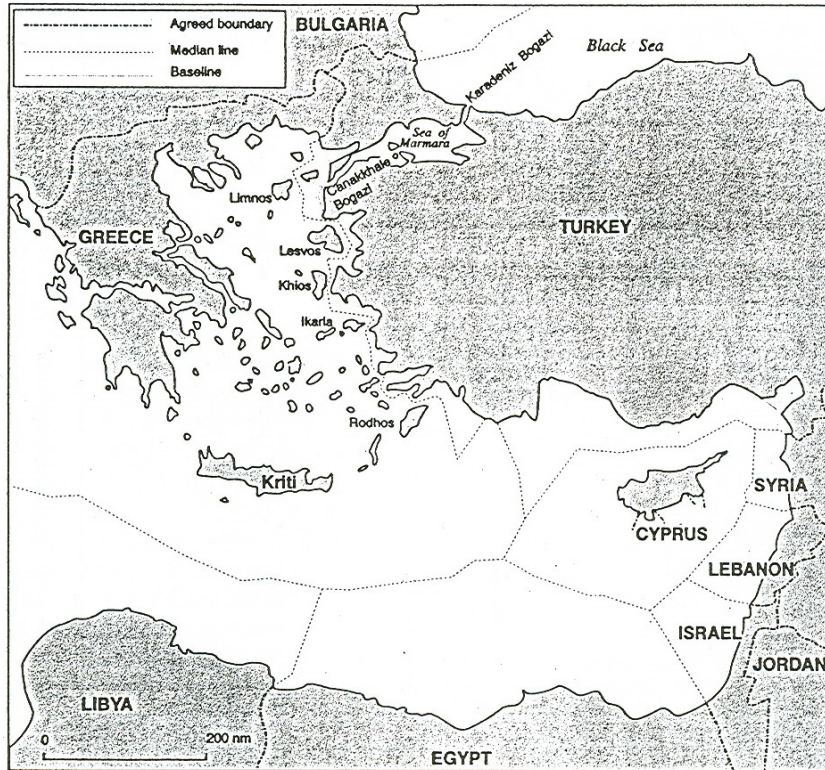 Agreed boundary
Median line
Baseline
BULGARIA
Black Sea
Karadeniz Bogazi
Sea of
Marmara
Canakkhale
Bogazi
Limnos
GREECE
TURKEY
Lesvos
Khios
Ikaria
Rodhos
Kriti
SYRIA
CYPRUS
LEBANON
ISRAEL
JORDAN
LIBYA
0
200 nm
EGYPT